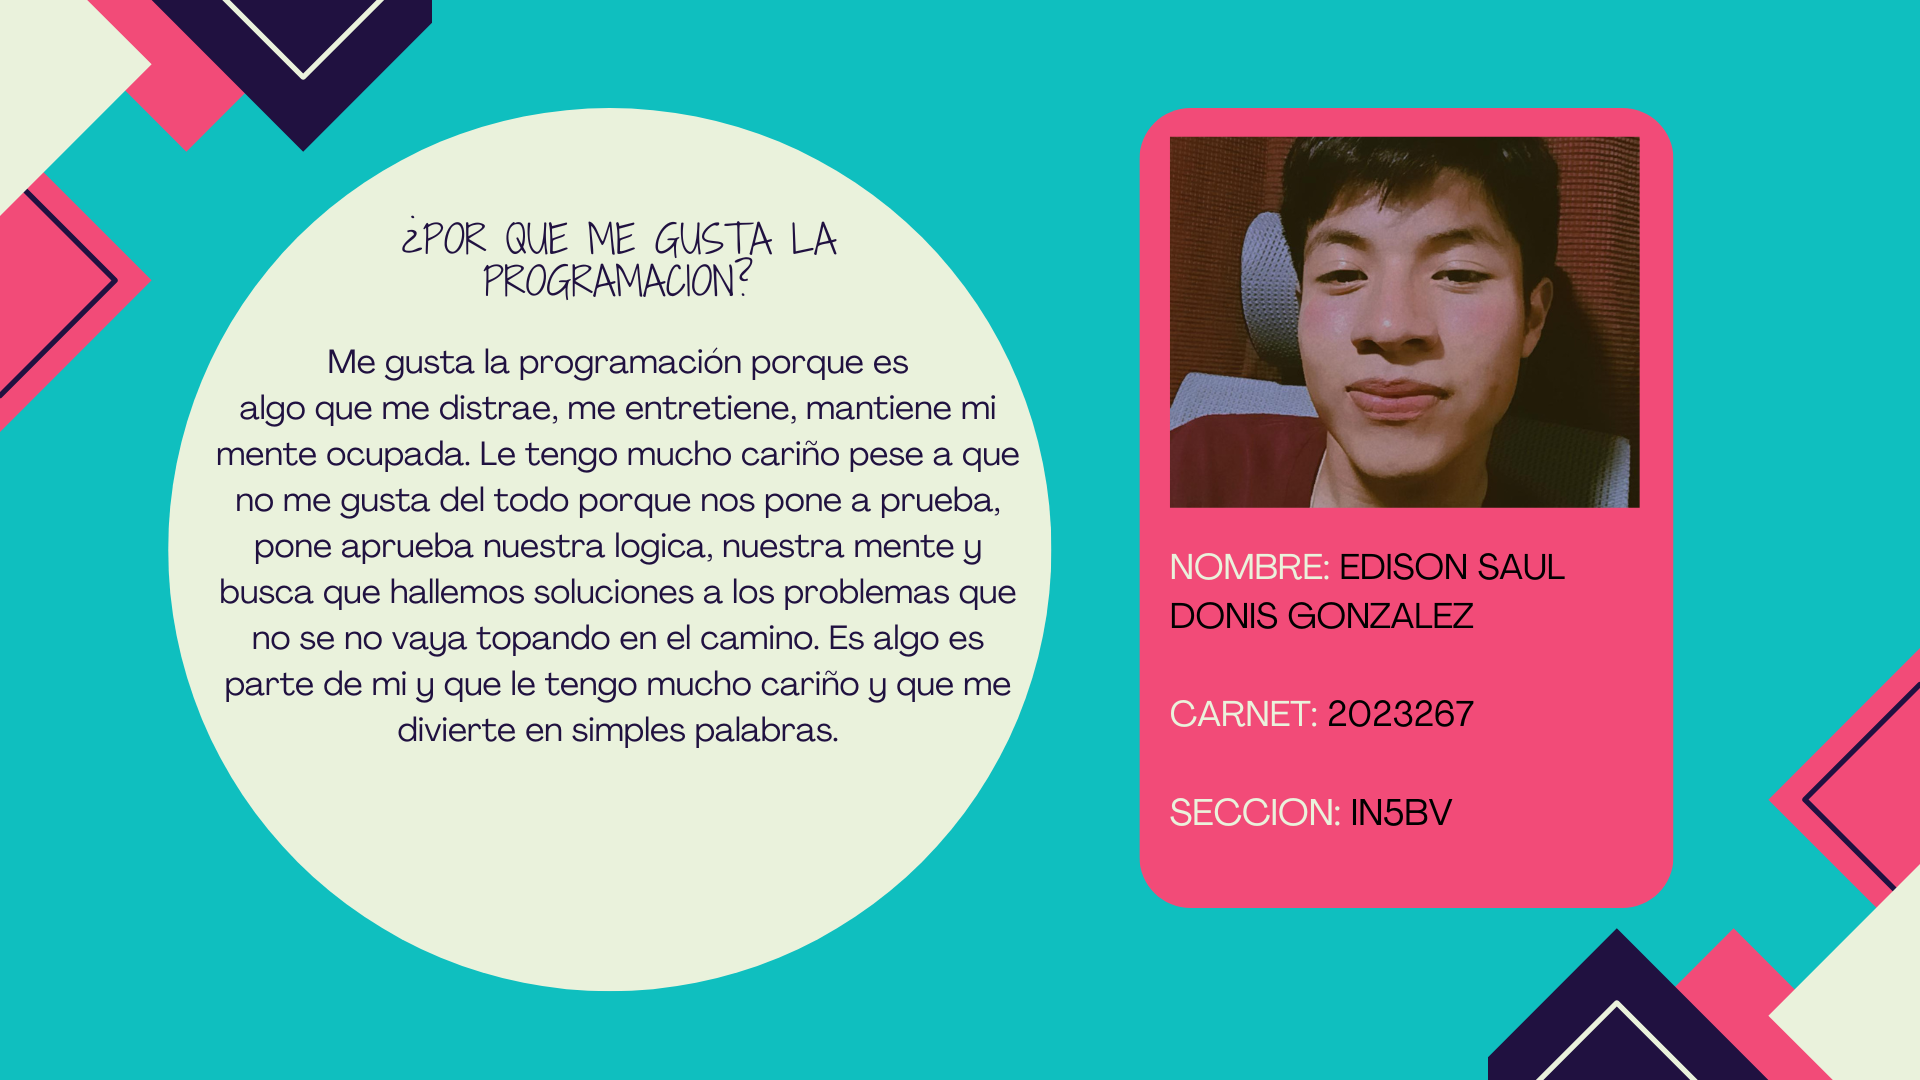 ¿POR QUE ME GUSTA LA
PROGRAMACION?
Me gusta la programación porque es
algo que me distrae, me entretiene, mantiene mi
mente ocupada. Le tengo mucho cariño pese a que
no me gusta del todo porque nos pone a prueba,
pone aprueba nuestra logica, nuestra mente y
busca que hallemos soluciones a los problemas que
no se no vaya topando en el camino. Es algo es
parte de mi y que le tengo mucho cariño y que me
divierte en simples palabras.
NOMBRE: EDISON SAUL
DONIS GONZALEZ
CARNET: 2023267
SECCION: IN5BV